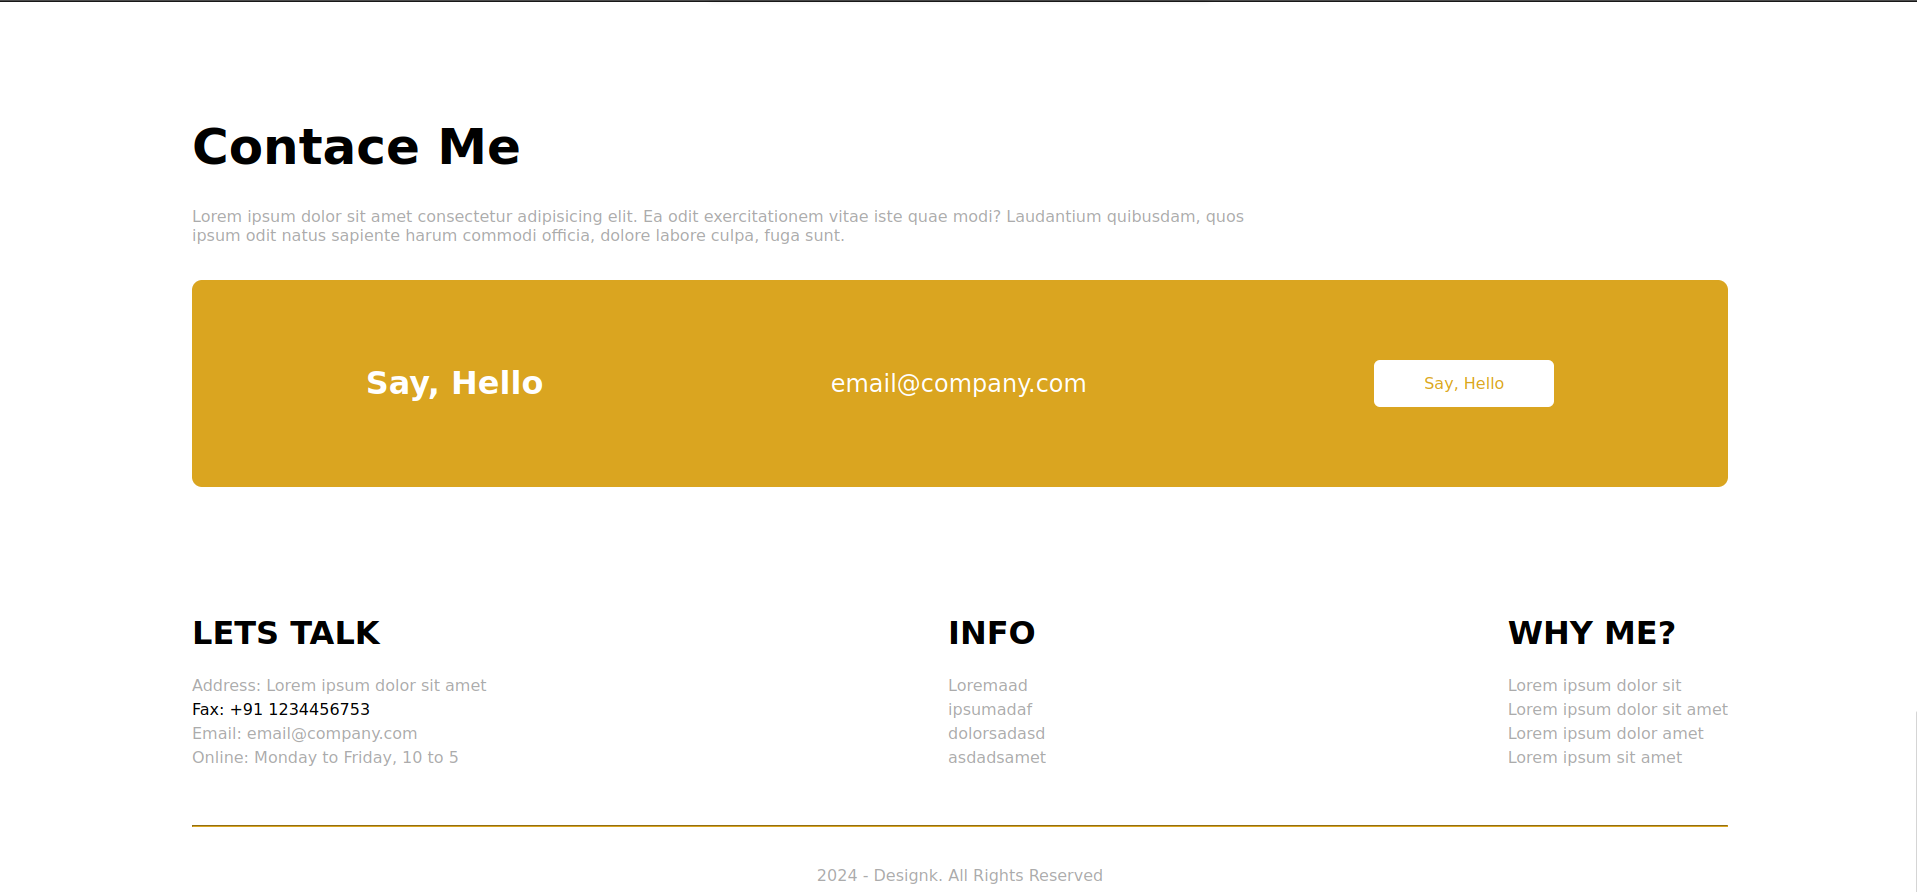 Contace Me
Lorem ipsum dolor sit amet consectetur adipisicing elit. Ea odit exercitationem vitae iste quae modi? Laudantium quibusdam, quos
ipsum odit natus sapiente harum commodi officia, dolore labore culpa, fuga sunt.
Say, Hello
email@company.com
Say, Hello
LETS TALK
Address: Lorem ipsum dolor sit amet
Fax: +91 1234456753
Email: email@company.com
Online: Monday to Friday, 10 to 5
INFO
Loremaad
ipsumadaf
dolorsadasd
asdadsamet
WHY ME?
Lorem ipsum dolor sit
Lorem ipsum dolor sit amet
Lorem ipsum dolor amet
Lorem ipsum sit amet
2024 - Designk. All Rights Reserved